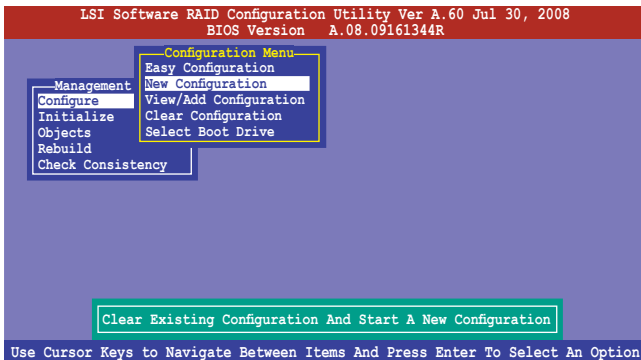 LSI Software RAID Configuration Utility Ver A.60 Jul 30, 2008
BIOS Version A.08.09161344R
Configuration Menu
Easy Configuration
New Configuration
View/Add Configuration
Clear Configuration
Select Boot Drive
Management
Configure
Initialize
Objects
Rebuild
Check Consistency
Clear Existing Configuration And Start A New Configuration
Use Cursor Keys to Navigate Between Items And Press Enter To Select An Option